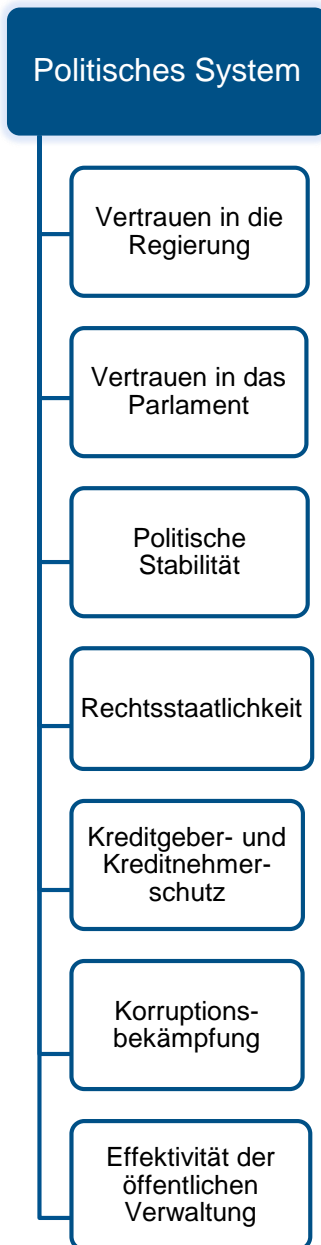 Politisches System
Vertrauen in die
Regierung
Vertrauen in das
Parlament
Politische
Stabilität
Rechtsstaatlichkeit
Kreditgeber- und
Kreditnehmer-
schutz
Korruptions-
bekämpfung
Effektivität der
öffentlichen
Verwaltung